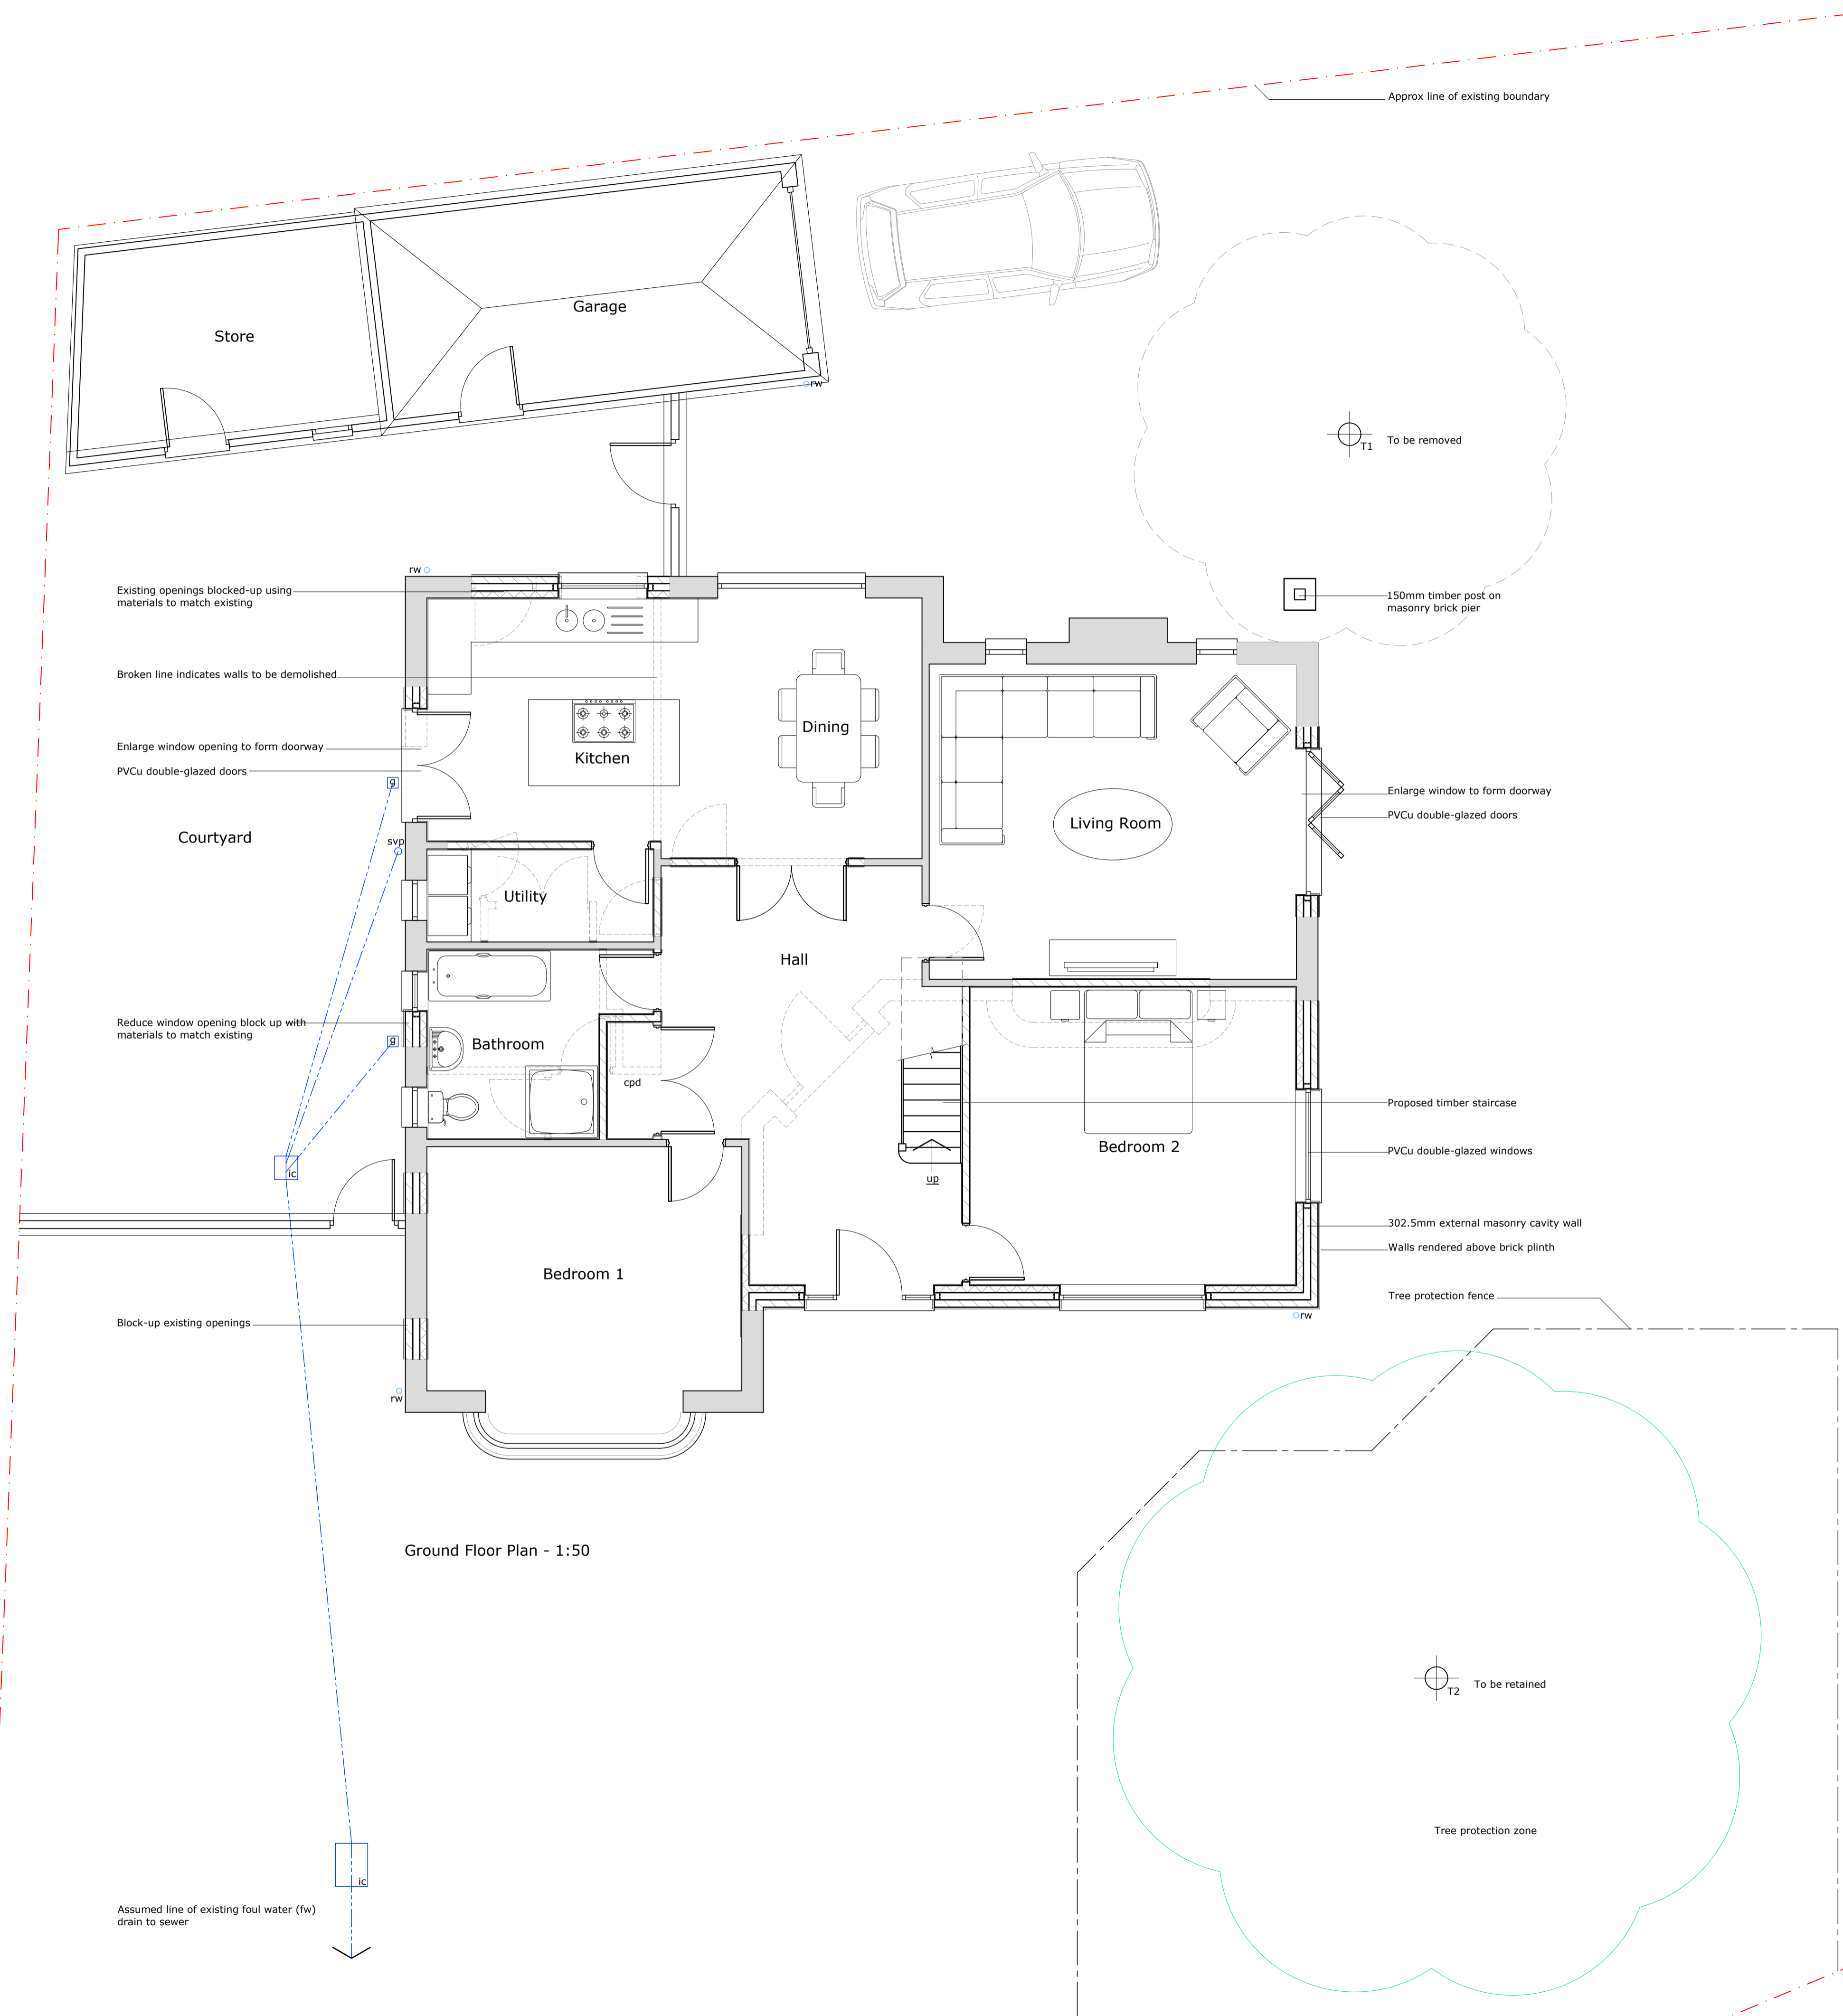 Approx line of existing boundary
Garage
Store
rw
T1
To be removed
rw
Existing openings blocked-up using
materials to match existing
150mm timber post on
masonry brick pier
Broken line indicates walls to be demolished
Dining
Kitchen
Enlarge window opening to form doorway
PVCu double-glazed doors
g
Enlarge window to form doorway
PVCu double-glazed doors
Living Room
Courtyard
svp
Utility
Hall
Reduce window opening block up with
materials to match existing
g
Bathroom
cpd
Proposed timber staircase
Bedroom 2
PVCu double-glazed windows
ic
up
302.5mm external masonry cavity wall
Walls rendered above brick plinth
Bedroom 1
Tree protection fence
rw
Block-up existing openings
rw
Ground Floor Plan - 1:50
T2
To be retained
Tree protection zone
ic
Assumed line of existing foul water (fw)
drain to sewer